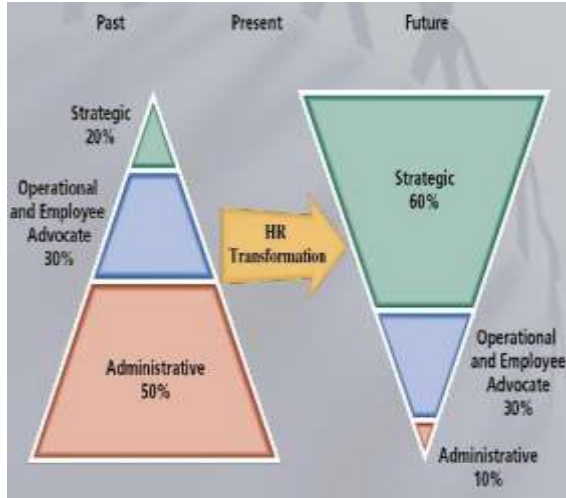 Past
Present
Future
Strategic
20%
Operational
and Employee
Advocate
30%
Administrative
50%
HR
Transformation
Strategic
60%
Operational
and Employee
Advocate
30%
Administrative
10%